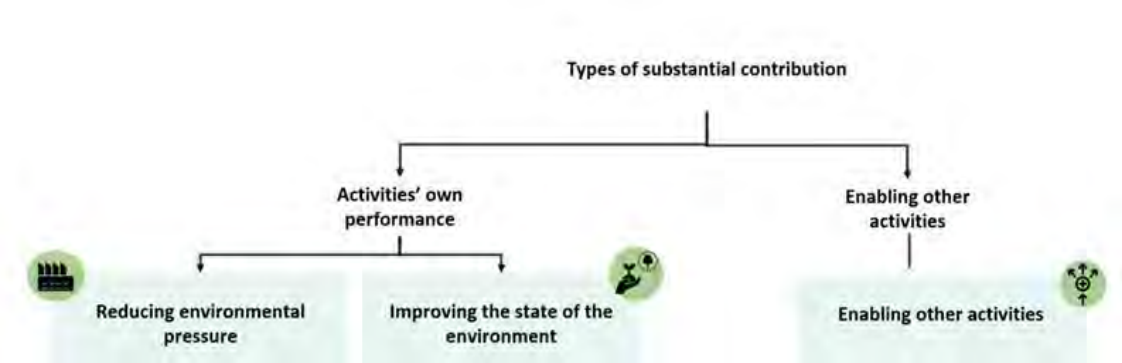 Types of substantial contribution
Activities' own
performance
Enabling other
activities
Reducing environmental
pressure
Improving the state of the
environment
Enabling other activities